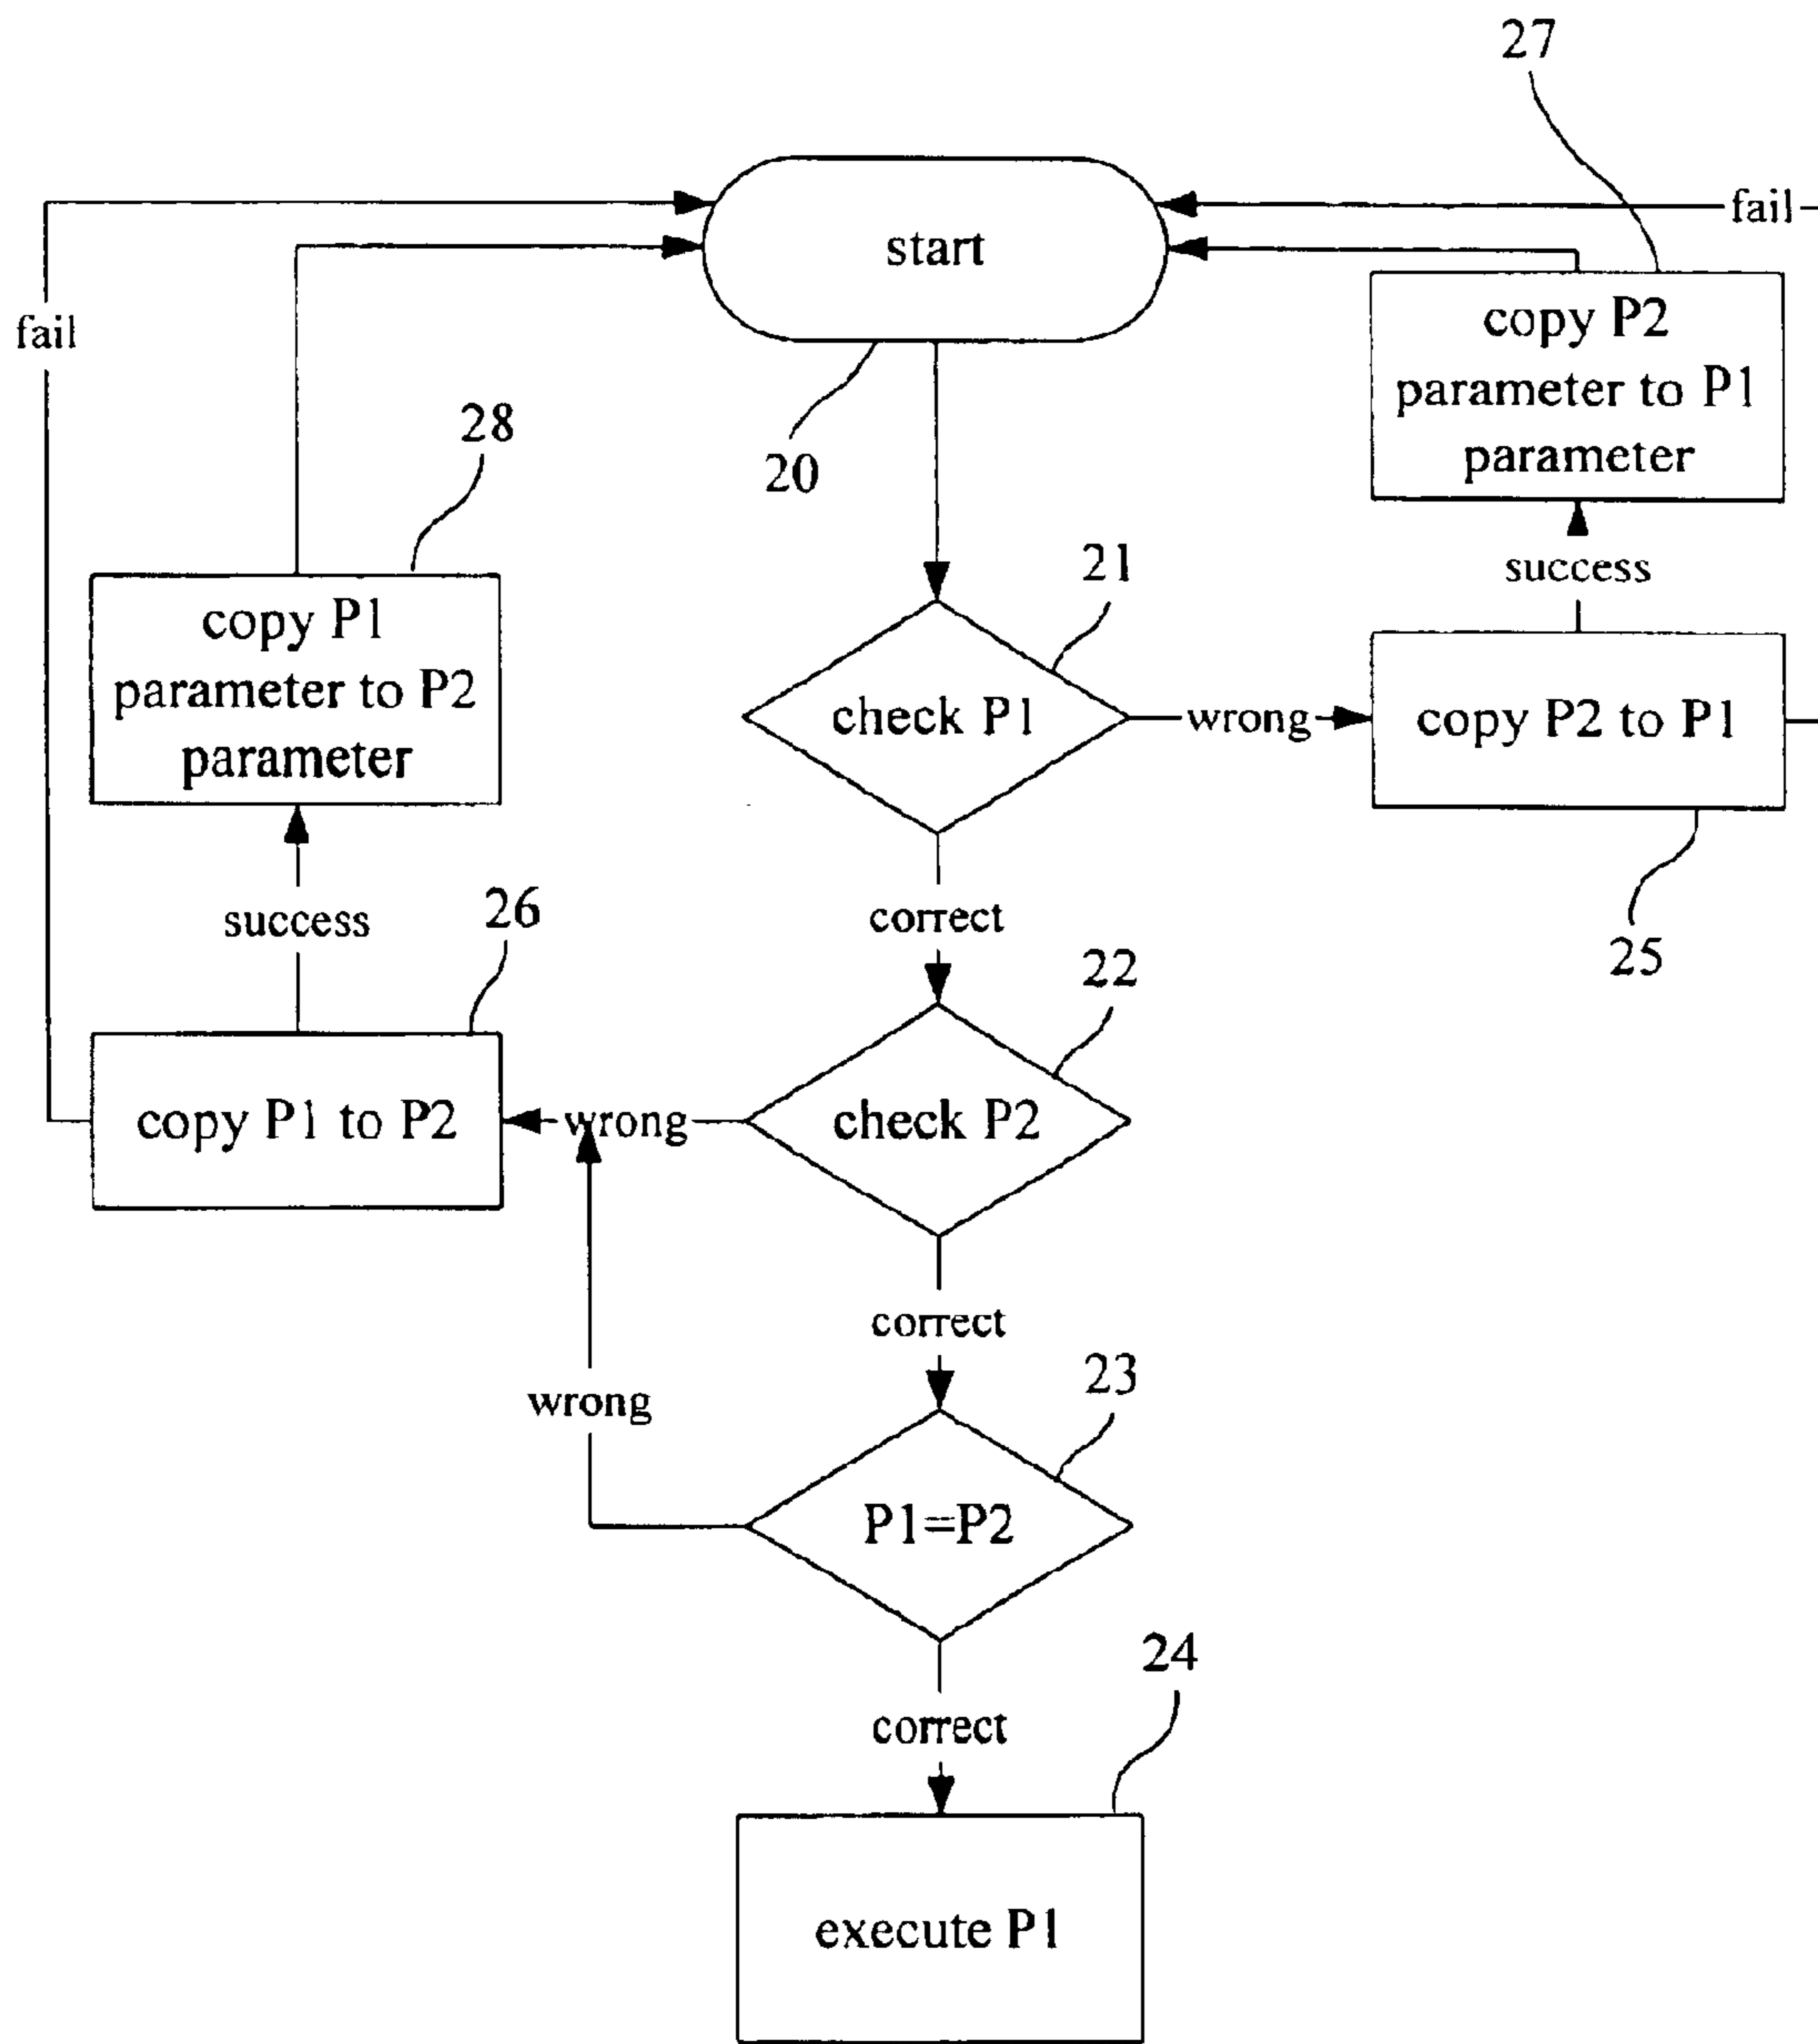 27
fail
start
copy P2
parameter to P1
parameter
fail
28
20
success
21
copy P1
parameter to P2
parameter
check P1
wrong
copy P2 to P1
correct
success
26
25
22
copy P1 to P2
wrong
check P2
correct
23
wrong
P1=P2
24
correct
execute P1